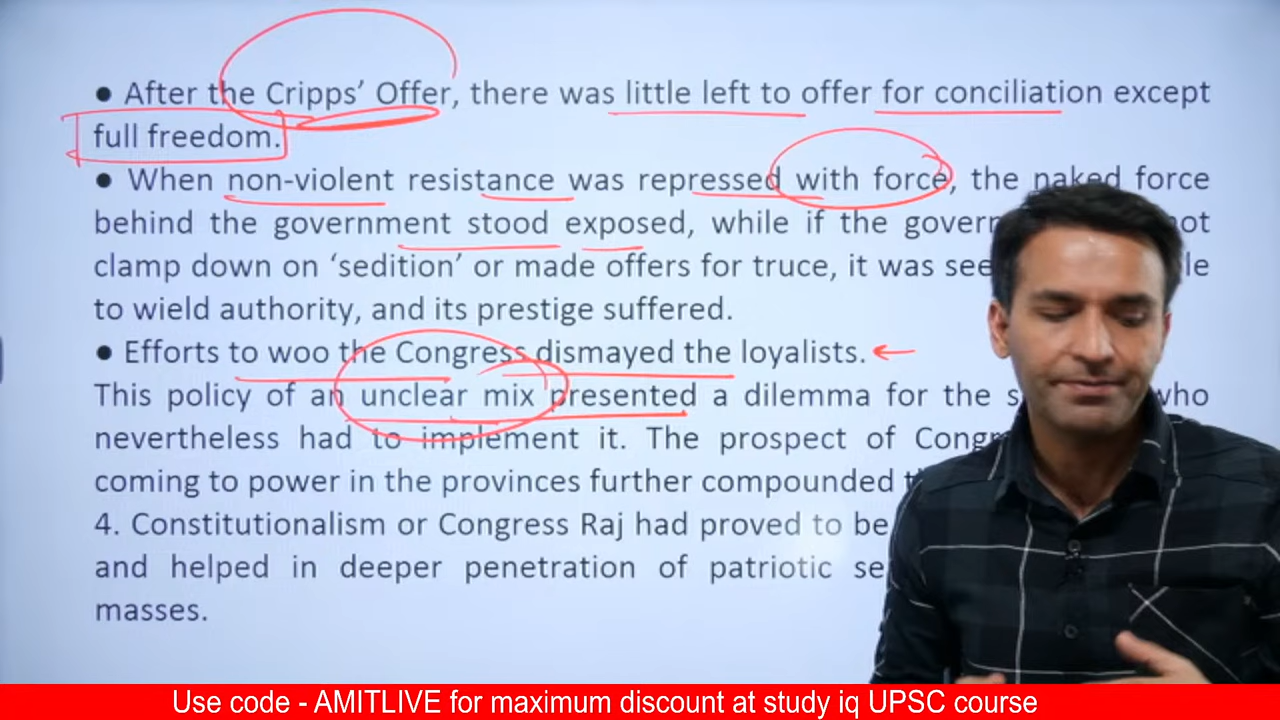 ● After the Cripps’ Offer, there was little left to offer for conciliation except
full freedom.
● When non-violent resistance was repressed with force, the naked force
behind the government stood exposed, while if the
clamp down on ‘sedition’ or made offers for truce, it was
to wield authority, and its prestige suffered.
● Efforts to woo the Congress dismayed the loyalists.
This policy of an unclear mix presented a dilemma for the
nevertheless had to implement it. The prospect of
coming to power in the provinces further compounded
4. Constitutionalism or Congress Raj had proved to be
and helped in deeper penetration of patriotic
masses.
Use code - AMITLIVE for maximum discount at study iq UPSC course